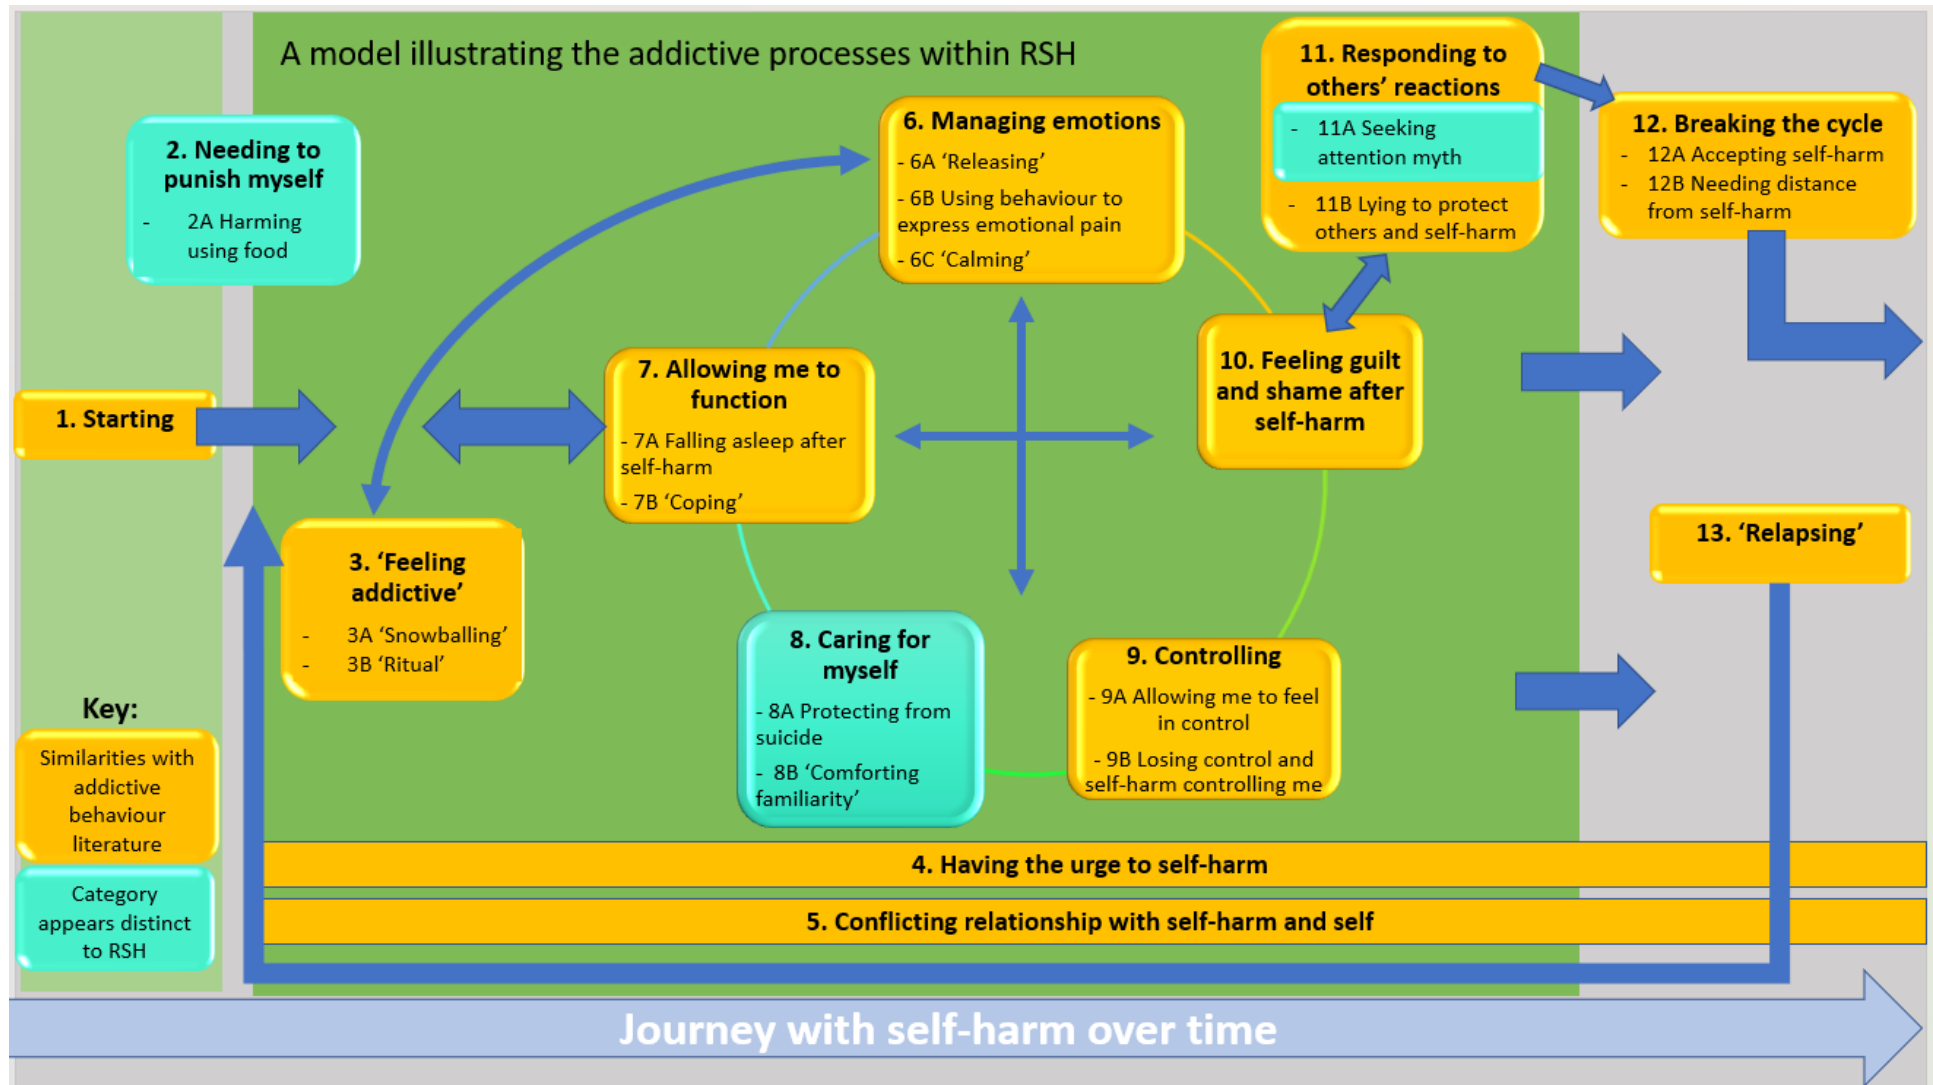 A model illustrating the addictive processes within RSH
1. Starting
2. Needing to
punish myself
- 2A Harming
using food
3. ‘Feeling
addictive’
- 3A ‘Snowballing’
- 3B ‘Ritual’
6. Managing emotions
- 6A ‘Releasing’
- 6B Using behaviour to
express emotional pain
- 6C ‘Calming’
7. Allowing me to
function
- 7A Falling asleep after
self-harm
- 7B ‘Coping’
8. Caring for
myself
- 8A Protecting from
suicide
- 8B ‘Comforting
familiarity’
9. Controlling
- 9A Allowing me to feel
in control
- 9B Losing control and
self-harm controlling me
10. Feeling guilt
and shame after
self-harm
11. Responding to
others’ reactions
- 11A Seeking
attention myth
- 11B Lying to protect
others and self-harm
12. Breaking the cycle
- 12A Accepting self-harm
- 12B Needing distance
from self-harm
13. ‘Relapsing’
4. Having the urge to self-harm
5. Conflicting relationship with self-harm and self
Key:
Similarities with
addictive
behaviour
literature
Category
appears distinct
to RSH
Journey with self-harm over time